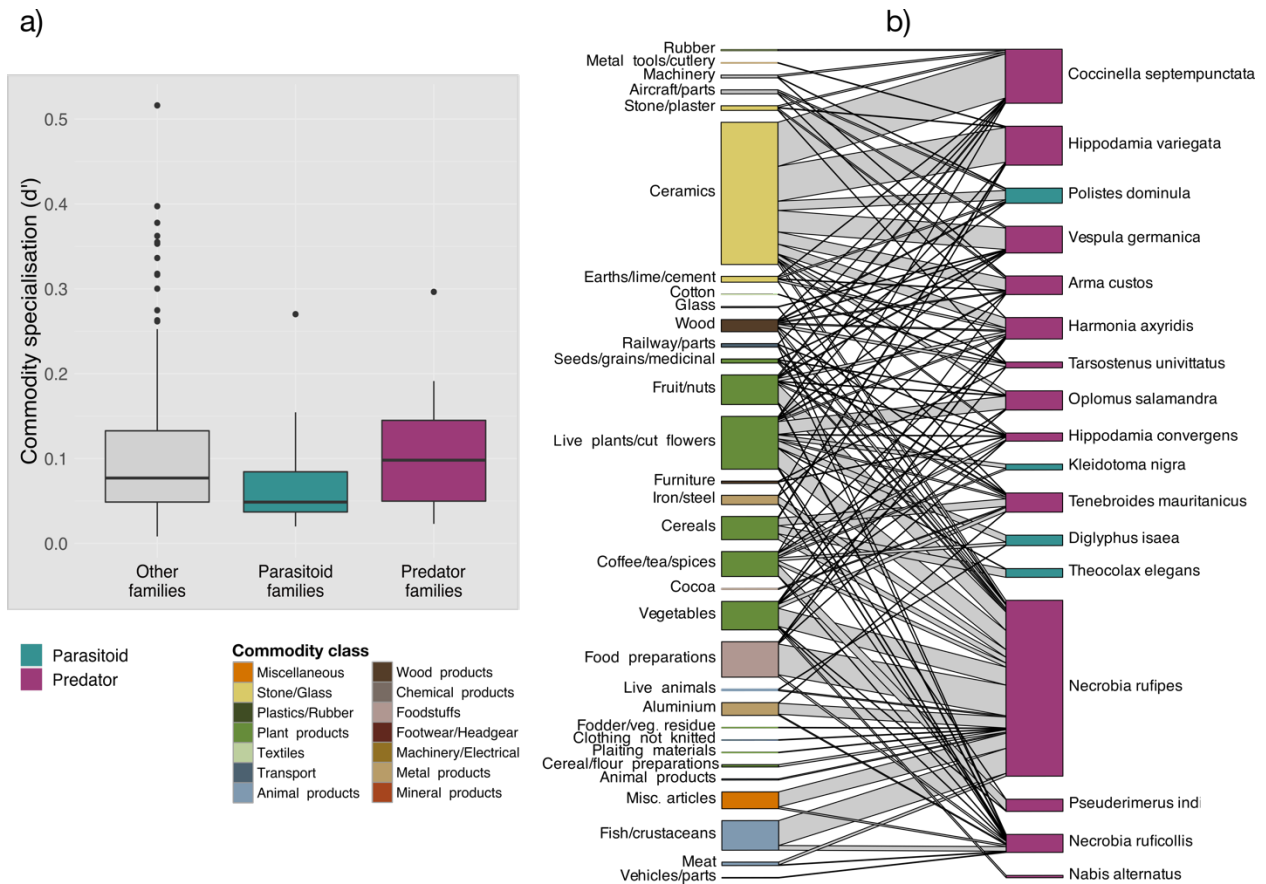 a)
b)
Commodity specialisation (d')
0.5
0.4
0.3
0.2
0.1
0.0
Other
families
Parasitoid
families
Predator
families
Parasitoid
Predator
Commodity class
Miscellaneous
Stone/Glass
Plastics/Rubber
Plant products
Textiles
Transport
Animal products
Wood products
Chemical products
Foodstuffs
Footwear/Headgear
Machinery/Electrical
Metal products
Mineral products
Rubber
Metal tools/cutlery
Machinery
Aircraft/parts
Stone/plaster
Ceramics
Earths/lime/cement
Cotton
Glass
Wood
Railway/parts
Seeds/grains/medicinal
Fruit/nuts
Live plants/cut flowers
Furniture
Iron/steel
Cereals
Coffee/tea/spices
Cocoa
Vegetables
Food preparations
Live animals
Aluminium
Fodder/veg. residue
Clothing not knitted
Plaiting materials
Cereal/flour preparations
Animal products
Misc. articles
Fish/crustaceans
Meat
Vehicles/parts
Coccinella septempunctata
Hippodamia variegata
Polistes dominula
Vespula germanica
Arma custos
Harmonia axyridis
Tarsostenus univittatus
Oplomus salamandra
Hippodamia convergens
Kleidotoma nigra
Tenebroides mauritanicus
Diglyphus isaea
Theocolax elegans
Necrobia rufipes
Pseuderimerus indi
Necrobia ruficollis
Nabis alternatus